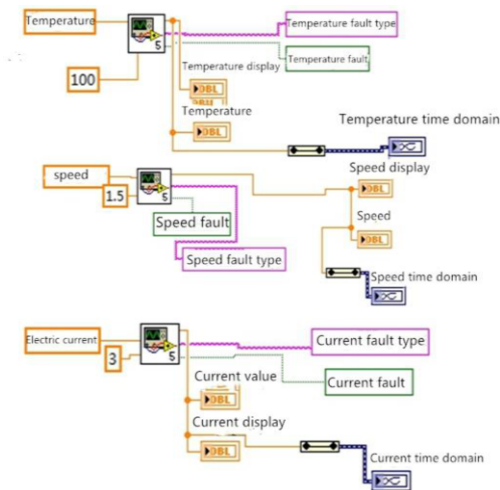 Temperature
Temperature fault type
5
Temperature fault
100
Temperature display
DBL
Temperature
DBL
Temperature time domain
speed
Speed display
1.5
5
DBL
Speed fault
Speed
DBL
Speed fault type
Speed time domain
Electric current
Current fault type
3
5
Current value
Current fault
DBL
Current display
DBL
Current time domain